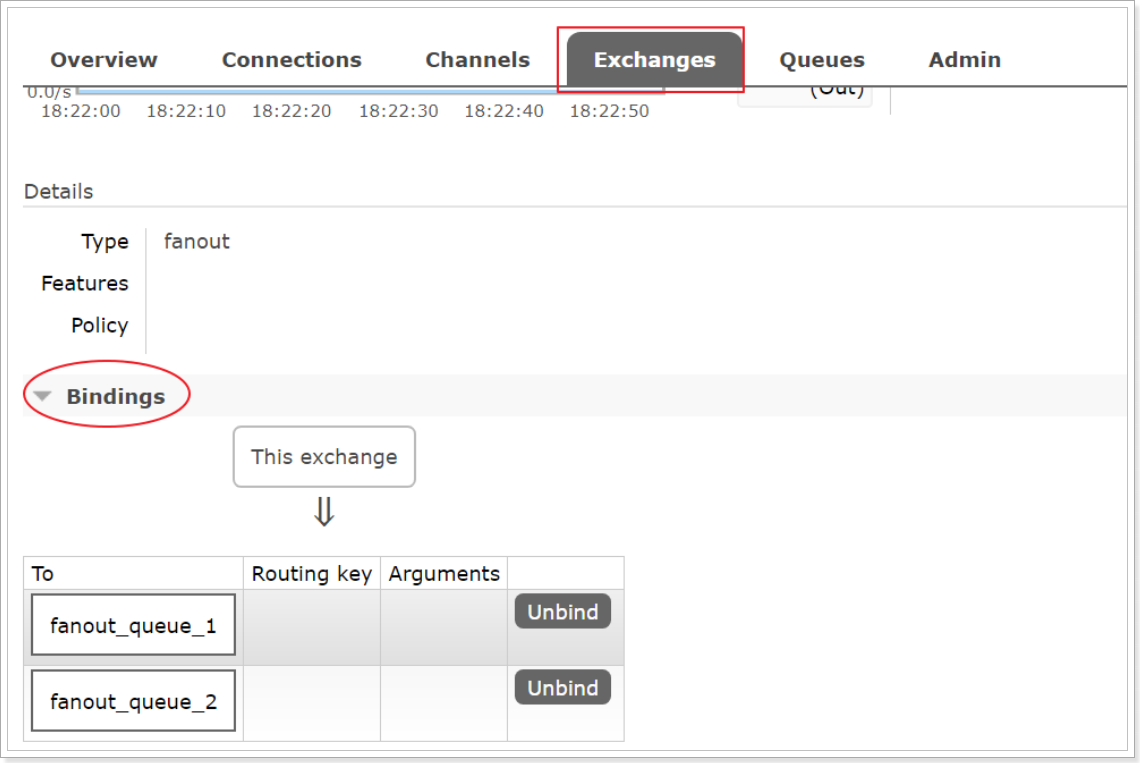 Overview Connections Channels Exchanges Queues Admin
0.0/s (Out)
18:22:00 18:22:10 18:22:20 18:22:30 18:22:40 18:22:50
Details
Type fanout
Features
Policy
Bindings
This exchange
⇓
To Routing key Arguments
fanout_queue_1 Unbind
fanout_queue_2 Unbind